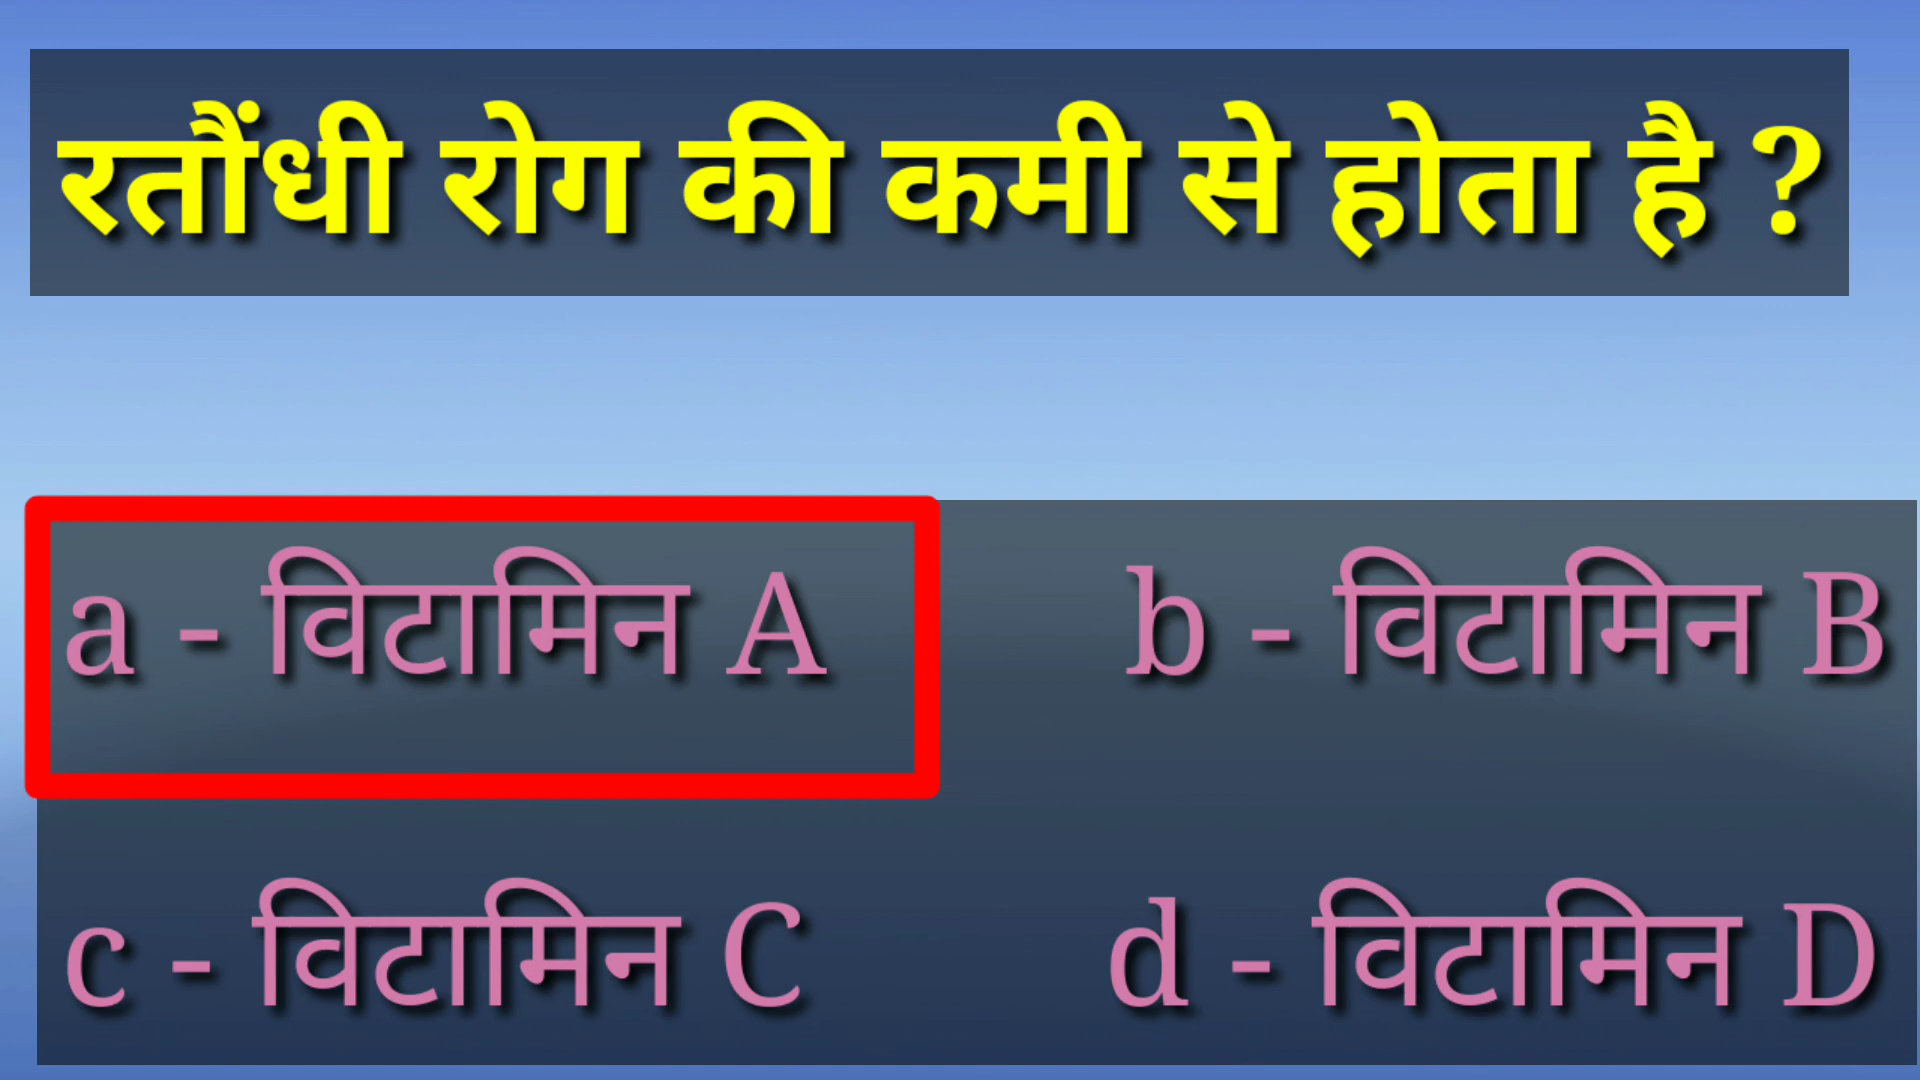 रतौंधी रोग की कमी से होता है ?
a - विटामिन A b - विटामिन B
c - विटामिन C d - विटामिन D